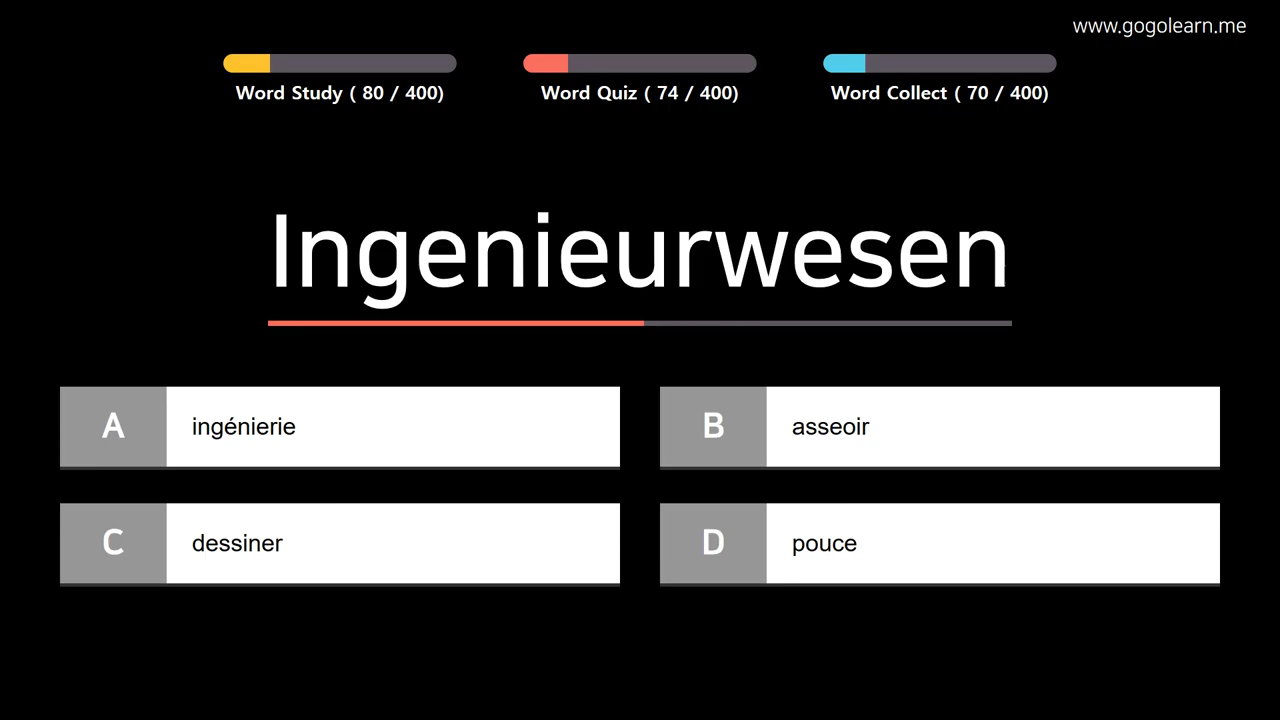 www.gogolearn.me
Word Study ( 80 / 400)
Word Quiz ( 74 / 400)
Word Collect ( 70 / 400)
Ingenieurwesen
A ingénierie
B asseoir
C dessiner
D pouce